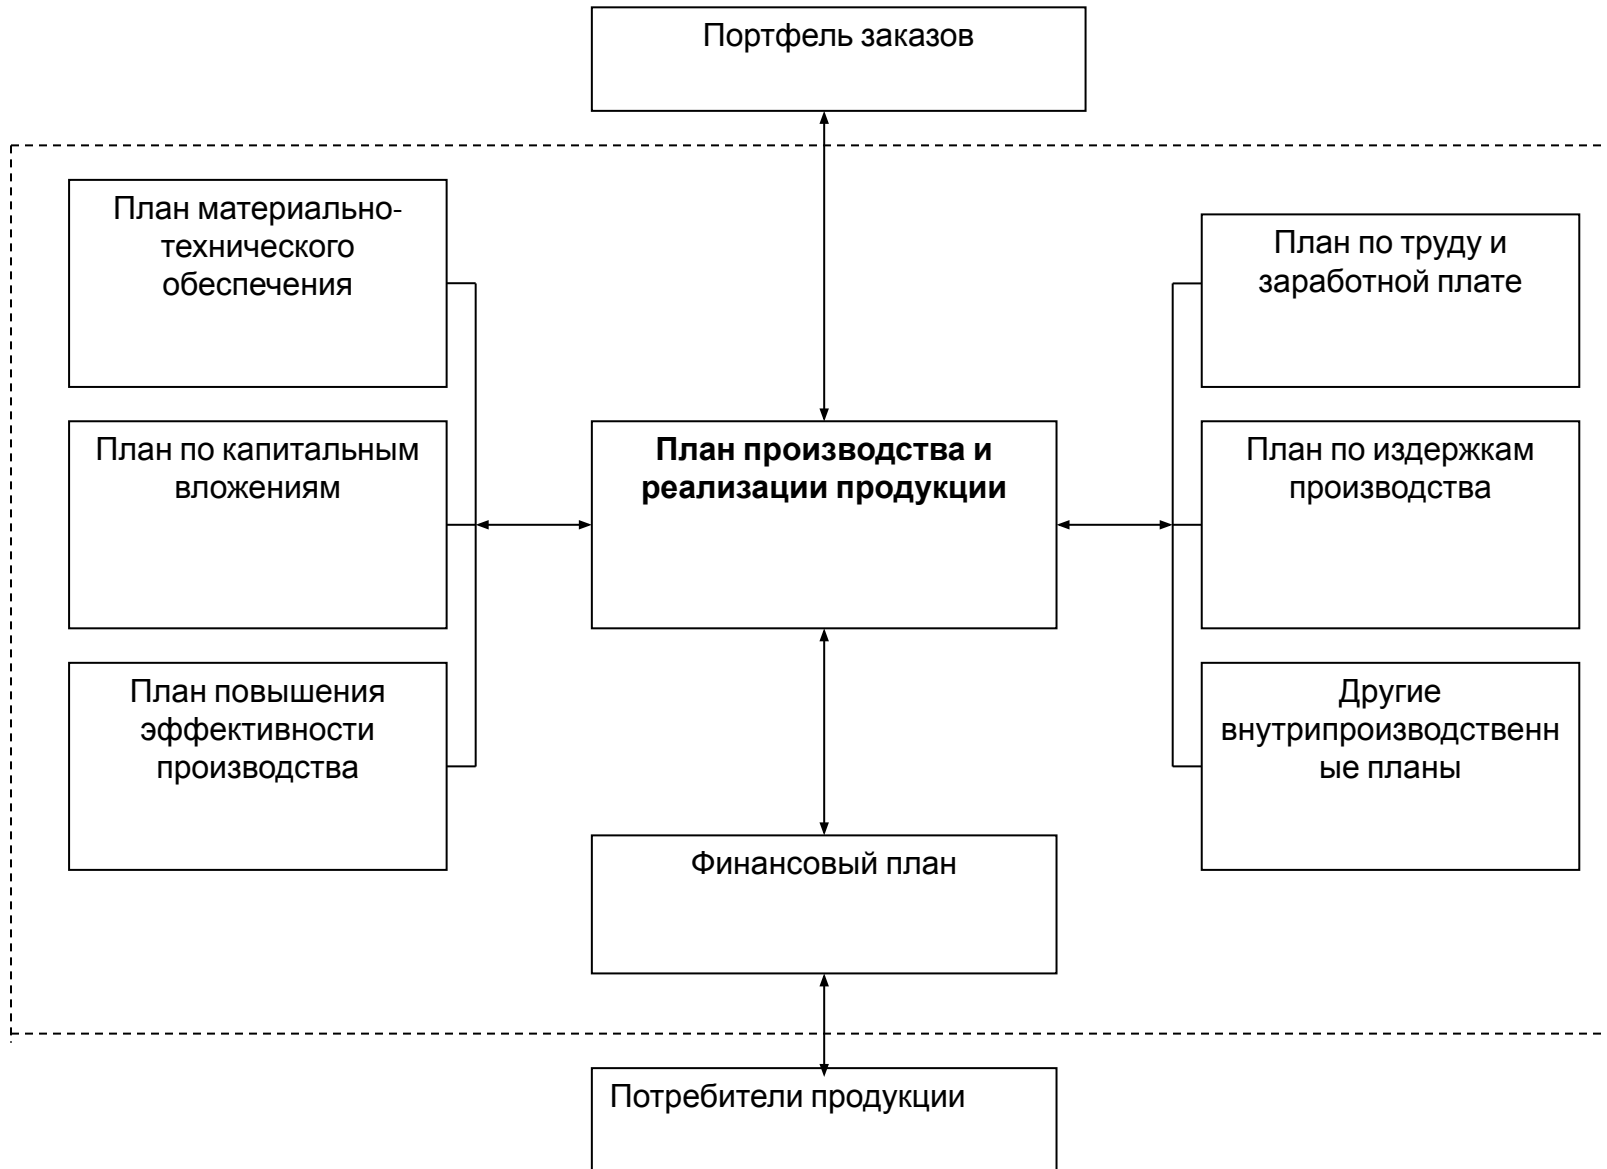 Портфель заказов
План материально-
технического
обеспечения
План по труду и
заработной плате
План по капитальным
вложениям
План производства и
реализации продукции
План по издержкам
производства
План повышения
эффективности
производства
Другие
внутрипроизводственн
ые планы
Финансовый план
Потребители продукции